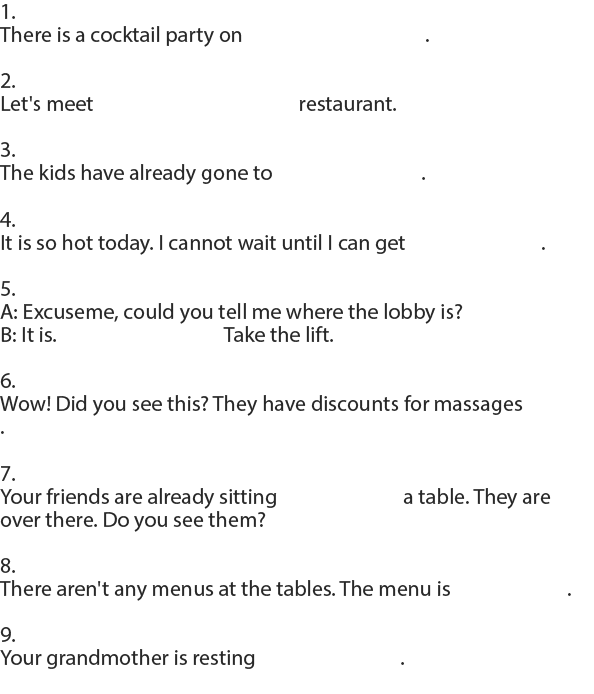 1.
There is a cocktail party on .
2.
Let's meet restaurant.
3.
The kids have already gone to .
4.
It is so hot today. I cannot wait until I can get .
5.
A: Excuseme, could you tell me where the lobby is?
B: It is. Take the lift.
6.
Wow! Did you see this? They have discounts for massages
.
7.
Your friends are already sitting a table. They are
over there. Do you see them?
8.
There aren't any menus at the tables. The menu is .
9.
Your grandmother is resting .